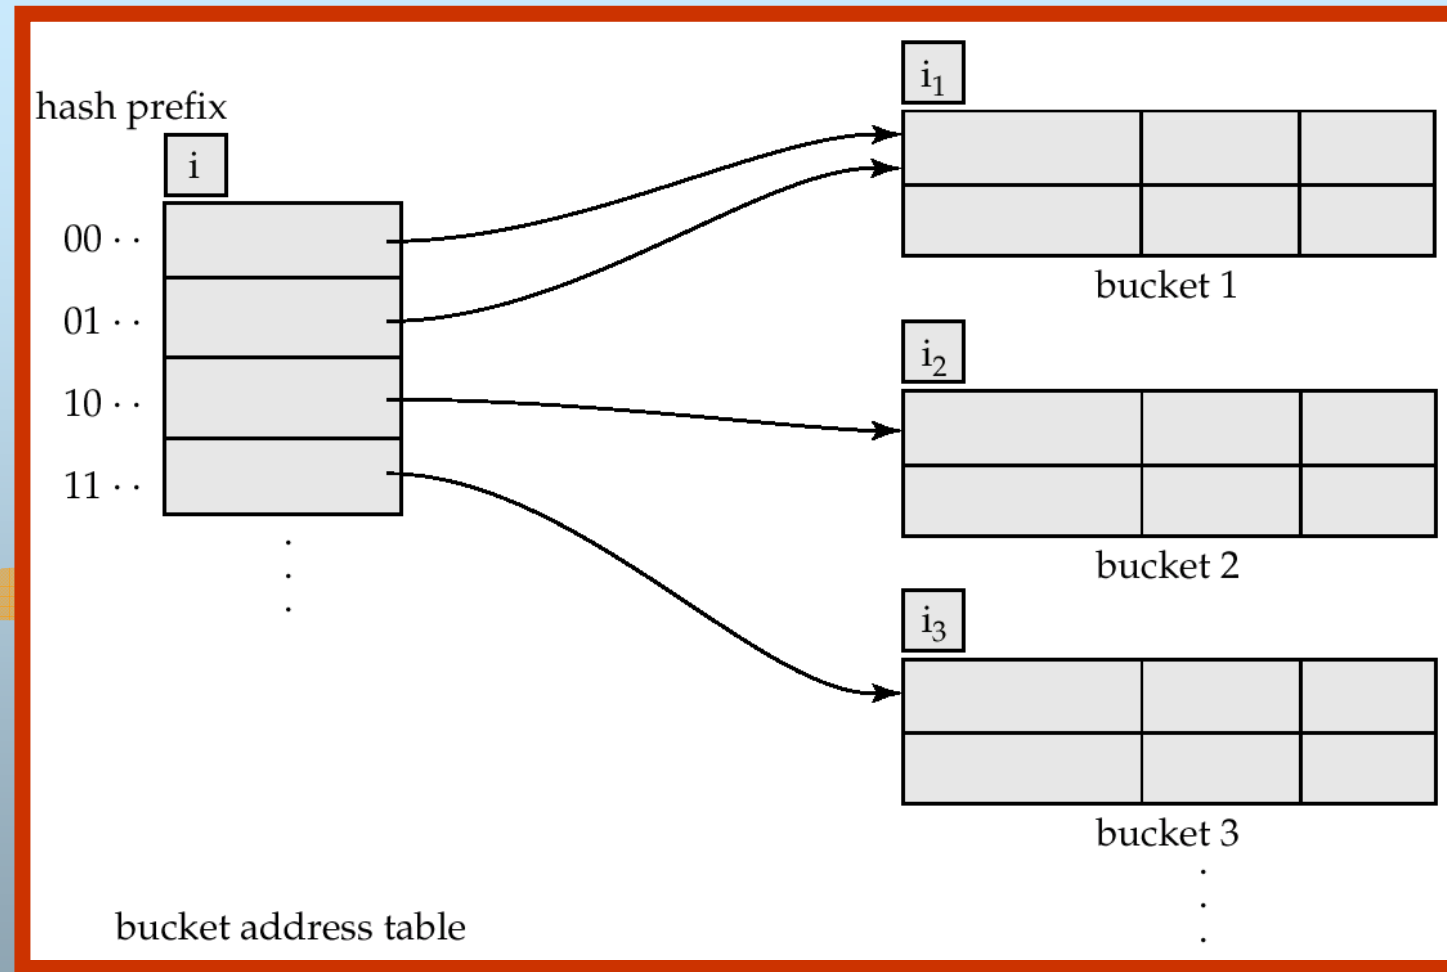 hash prefix
i
00 · ·
01 · ·
10 · ·
11 · ·
.
.
.
bucket address table
i₁
bucket 1
i₂
bucket 2
i₃
bucket 3
.
.
.